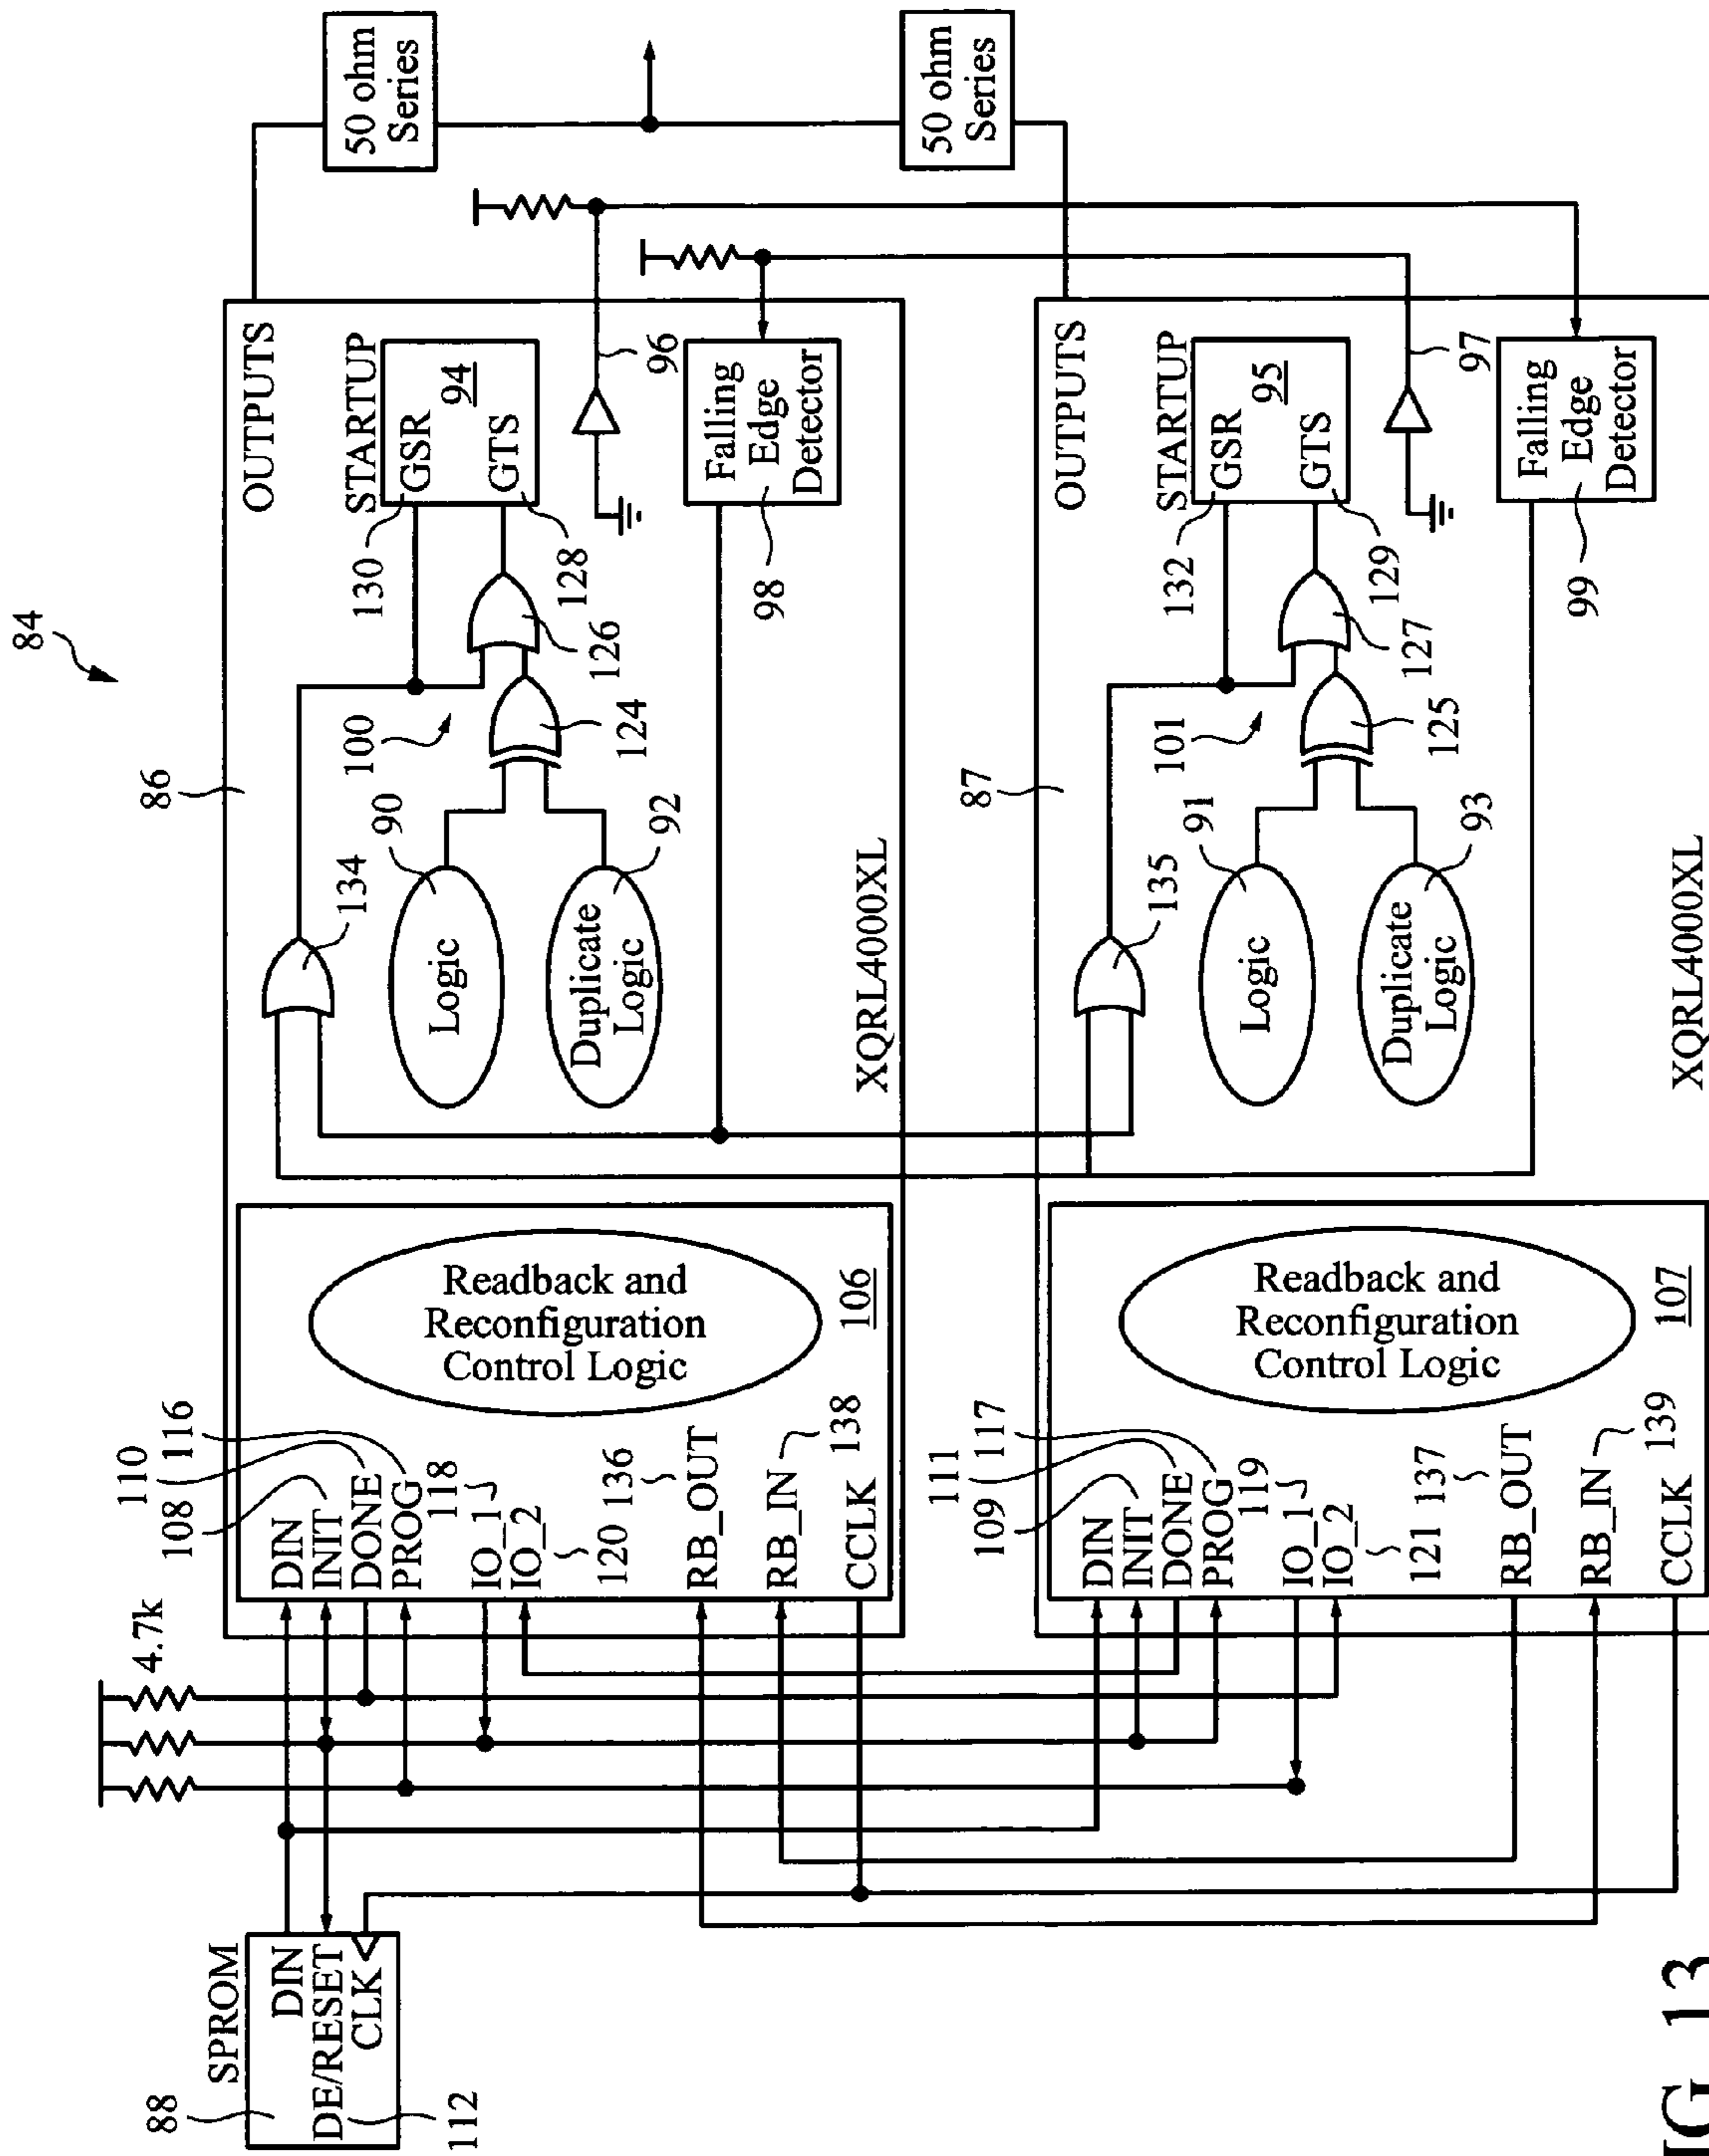 84
SPROM
DIN
DE/RESET
CLK
88
112
4.7k
108
110
116
DIN
INIT
DONE
PROG
118
IO_1
IO_2
120
136
RB_OUT
RB_IN
138
CCLK
Readback and
Reconfiguration
Control Logic
106
86
134
90
Logic
Duplicate
Logic
92
XQRL4000XL
100
124
126
130
128
OUTPUTS
STARTUP
GSR
94
GTS
96
Falling
Edge
Detector
98
50 ohm
Series
109
111
117
DIN
INIT
DONE
PROG
119
IO_1
IO_2
121
137
RB_OUT
RB_IN
139
CCLK
Readback and
Reconfiguration
Control Logic
107
87
135
91
Logic
Duplicate
Logic
93
XQRL4000XL
101
125
127
132
129
OUTPUTS
STARTUP
GSR
95
GTS
97
Falling
Edge
Detector
99
50 ohm
Series
IG. 13